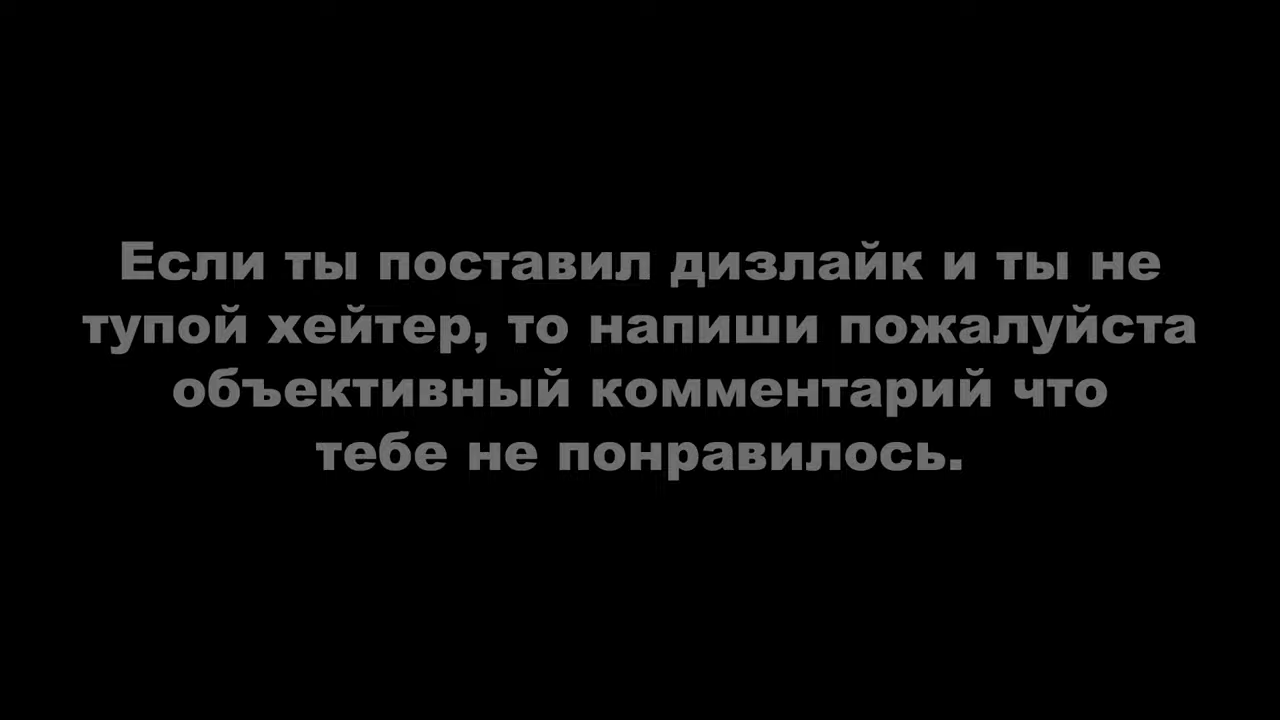 Если ты поставил дизлайк и ты не
тупой хейтер, то напиши пожалуйста
объективный комментарий что
тебе не понравилось.